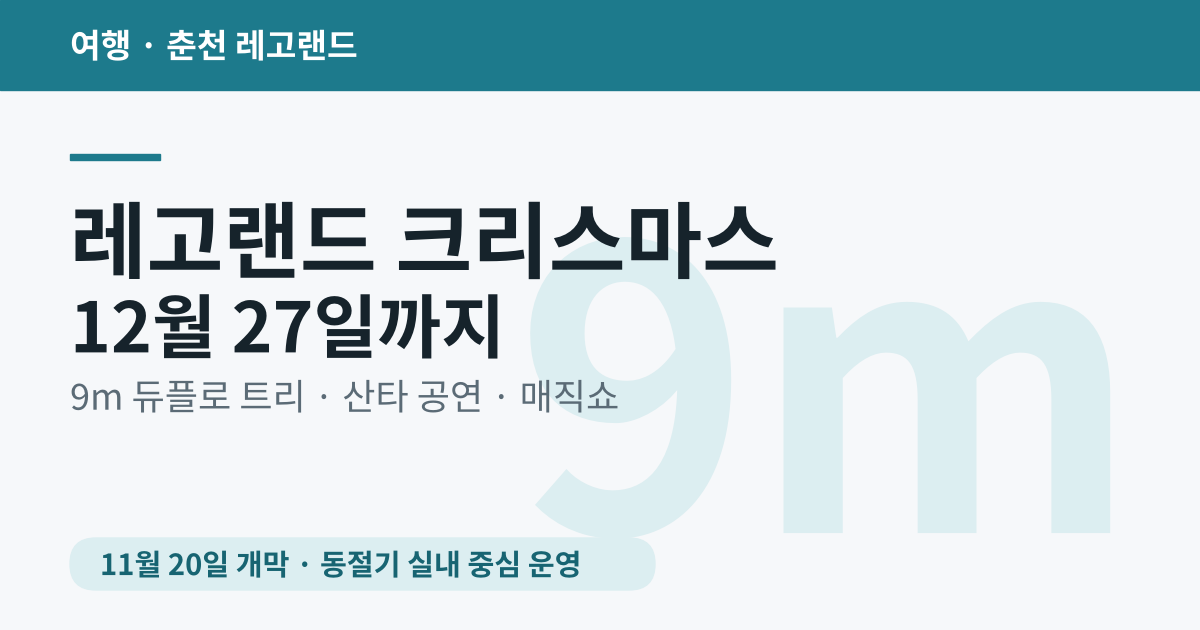 여행 · 춘천 레고랜드
레고랜드 크리스마스
12월 27일까지
9m 듀플로 트리 · 산타 공연 · 매직쇼
9m
11월 20일 개막 · 동절기 실내 중심 운영